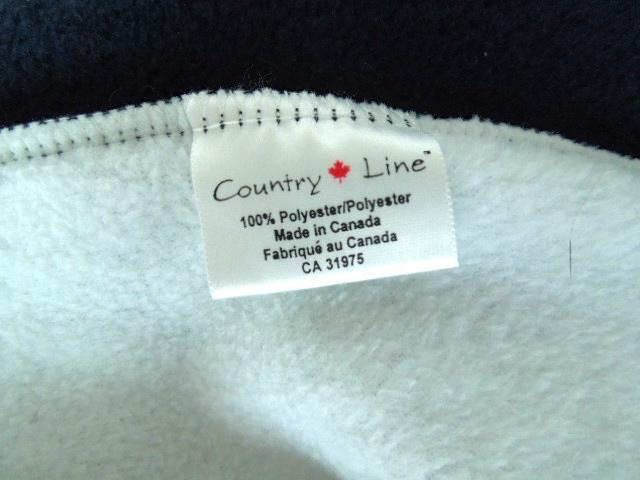 Country Line™
100% Polyester/Polyester
Made in Canada
Fabriqué au Canada
CA 31975